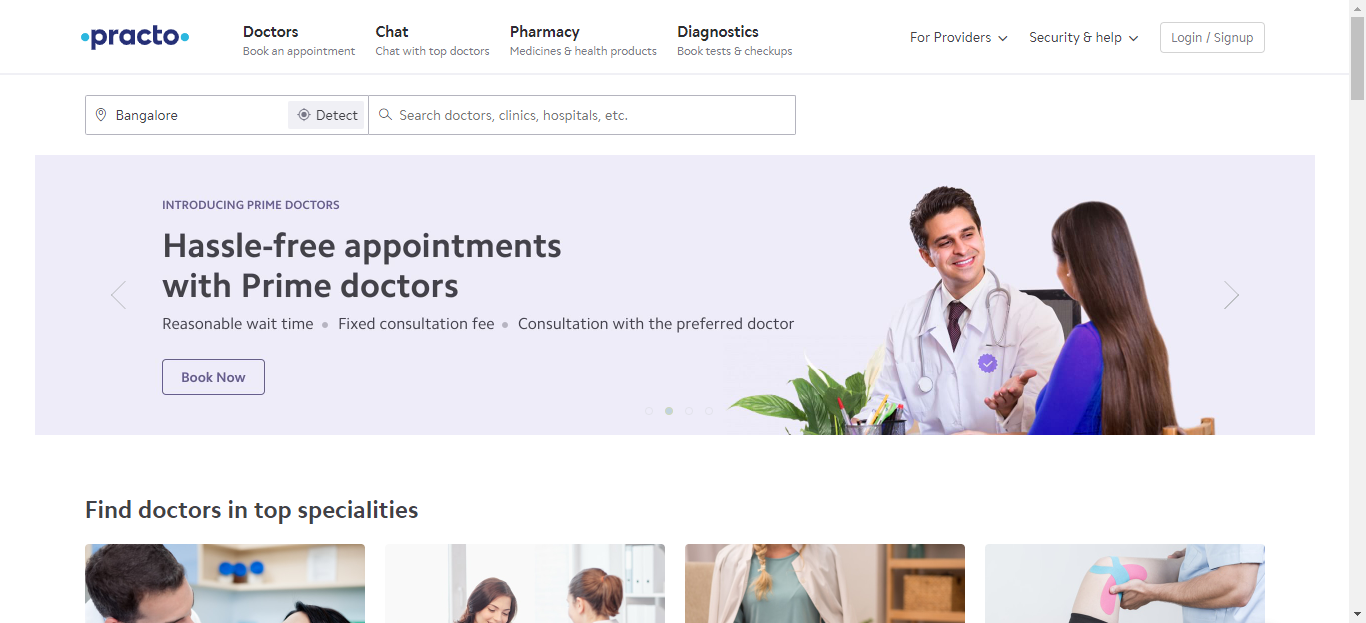 practo
Doctors
Book an appointment
Chat
Chat with top doctors
Pharmacy
Medicines & health products
Diagnostics
Book tests & checkups
For Providers
Security & help
Login / Signup
Bangalore
Detect
Search doctors, clinics, hospitals, etc.
INTRODUCING PRIME DOCTORS
Hassle-free appointments
with Prime doctors
Reasonable wait time • Fixed consultation fee • Consultation with the preferred doctor
Book Now
Find doctors in top specialities